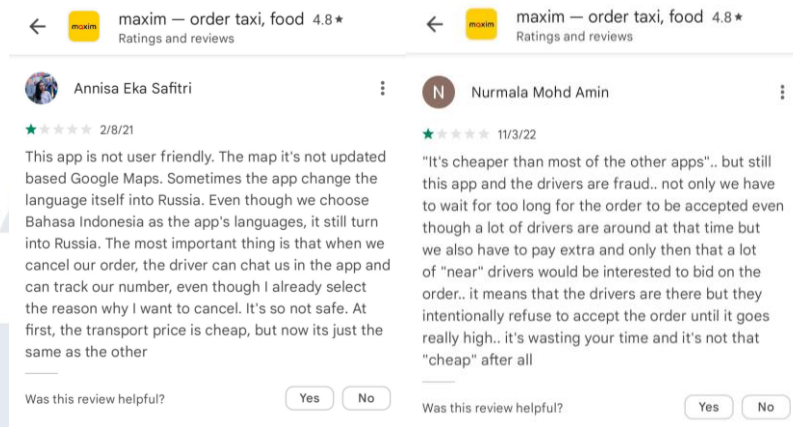 maxim — order taxi, food 4.8★
Ratings and reviews
maxim
Annisa Eka Safitri
2/8/21
This app is not user friendly. The map it's not updated
based Google Maps. Sometimes the app change the
language itself into Russia. Even though we choose
Bahasa Indonesia as the app's languages, it still turn
into Russia. The most important thing is that when we
cancel our order, the driver can chat us in the app and
can track our number, even though I already select
the reason why I want to cancel. It's so not safe. At
first, the transport price is cheap, but now its just the
same as the other
Was this review helpful?
Yes
No
maxim — order taxi, food 4.8★
Ratings and reviews
maxim
N
Nurmala Mohd Amin
11/3/22
"It's cheaper than most of the other apps".. but still
this app and the drivers are fraud.. not only we have
to wait for too long for the order to be accepted even
though a lot of drivers are around at that time but
we also have to pay extra and only then that a lot
of "near" drivers would be interested to bid on the
order.. it means that the drivers are there but they
intentionally refuse to accept the order until it goes
really high.. it's wasting your time and it's not that
"cheap" after all
Was this review helpful?
Yes
No